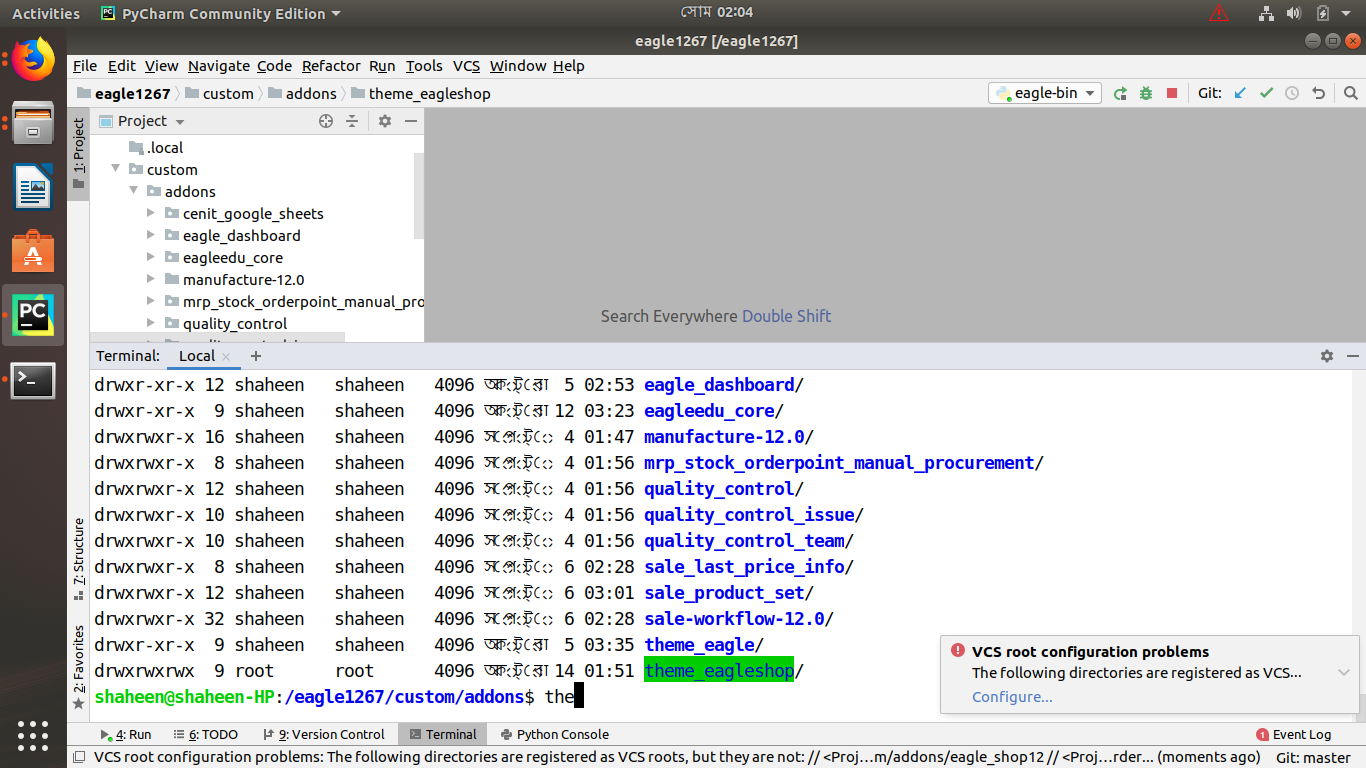 Activities PyCharm Community Edition সোম 02:04
eagle1267 [/eagle1267]
File Edit View Navigate Code Refactor Run Tools VCS Window Help
eagle1267 custom addons theme_eagleshop eagle-bin Git:
Project
1: Project
.local
custom
addons
cenit_google_sheets
eagle_dashboard
eagleedu_core
manufacture-12.0
mrp_stock_orderpoint_manual_pro
quality_control
Search Everywhere Double Shift
Terminal: Local
drwxr-xr-x 12 shaheen shaheen 4096 5 02:53 eagle_dashboard/
drwxr-xr-x 9 shaheen shaheen 4096 12 03:23 eagleedu_core/
drwxrwxr-x 16 shaheen shaheen 4096 4 01:47 manufacture-12.0/
drwxrwxr-x 8 shaheen shaheen 4096 4 01:56 mrp_stock_orderpoint_manual_procurement/
drwxrwxr-x 12 shaheen shaheen 4096 4 01:56 quality_control/
drwxrwxr-x 10 shaheen shaheen 4096 4 01:56 quality_control_issue/
drwxrwxr-x 10 shaheen shaheen 4096 4 01:56 quality_control_team/
drwxrwxr-x 8 shaheen shaheen 4096 6 02:28 sale_last_price_info/
drwxrwxr-x 12 shaheen shaheen 4096 6 03:01 sale_product_set/
drwxrwxr-x 32 shaheen shaheen 4096 6 02:28 sale-workflow-12.0/
drwxr-xr-x 9 shaheen shaheen 4096 5 03:35 theme_eagle/
drwxrwxrwx 9 root root 4096 14 01:51 theme_eagleshop/
shaheen@shaheen-HP:/eagle1267/custom/addons$ the
7: Structure
2: Favorites
VCS root configuration problems
The following directories are registered as VCS...
Configure...
4: Run 6: TODO 9: Version Control Terminal Python Console 1 Event Log
VCS root configuration problems: The following directories are registered as VCS roots, but they are not: // <Proj...m/addons/eagle_shop12 // <Proj...rder... (moments ago) Git: master